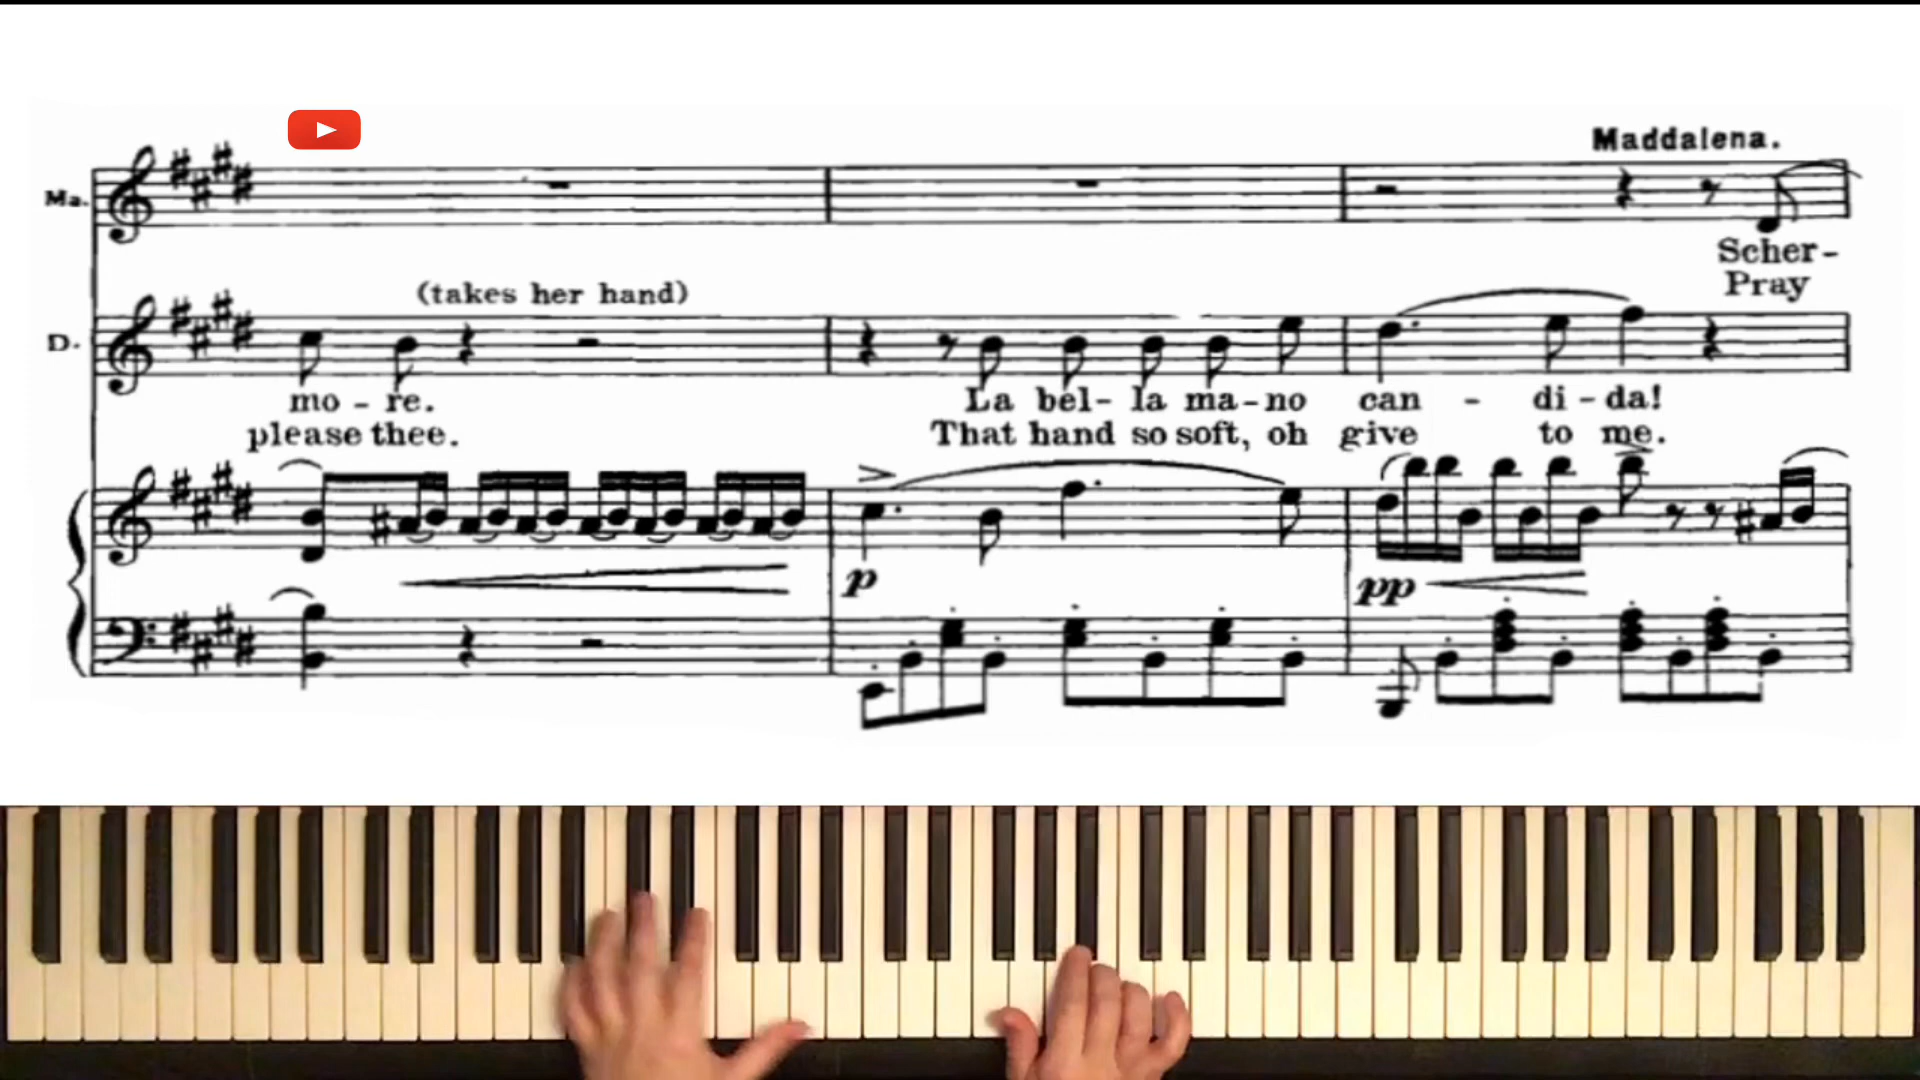 Maddalena.
Ma.
Scher-
Pray
(takes her hand)
D.
mo - re. La bel- la ma-no can - di - da!
please thee. That hand so soft, oh give to me.
p pp